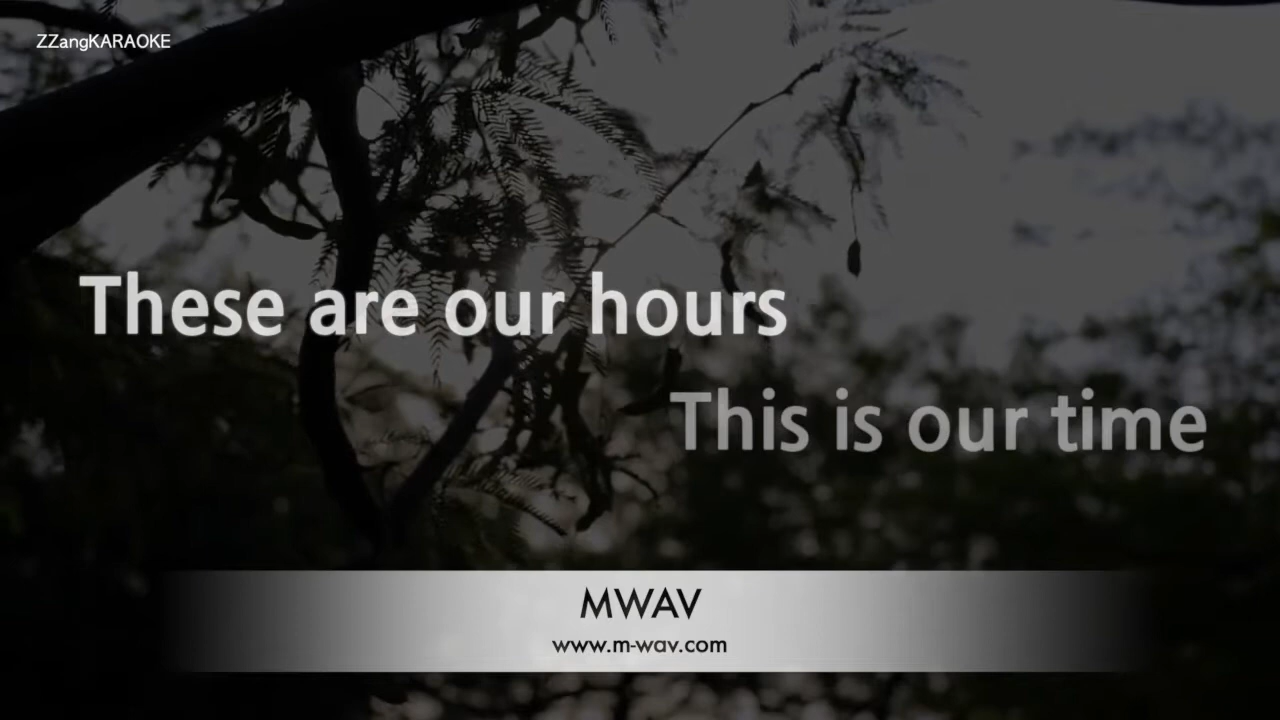 ZZangKARAOKE
These are our hours
This is our time
MWAV
www.m-wav.com